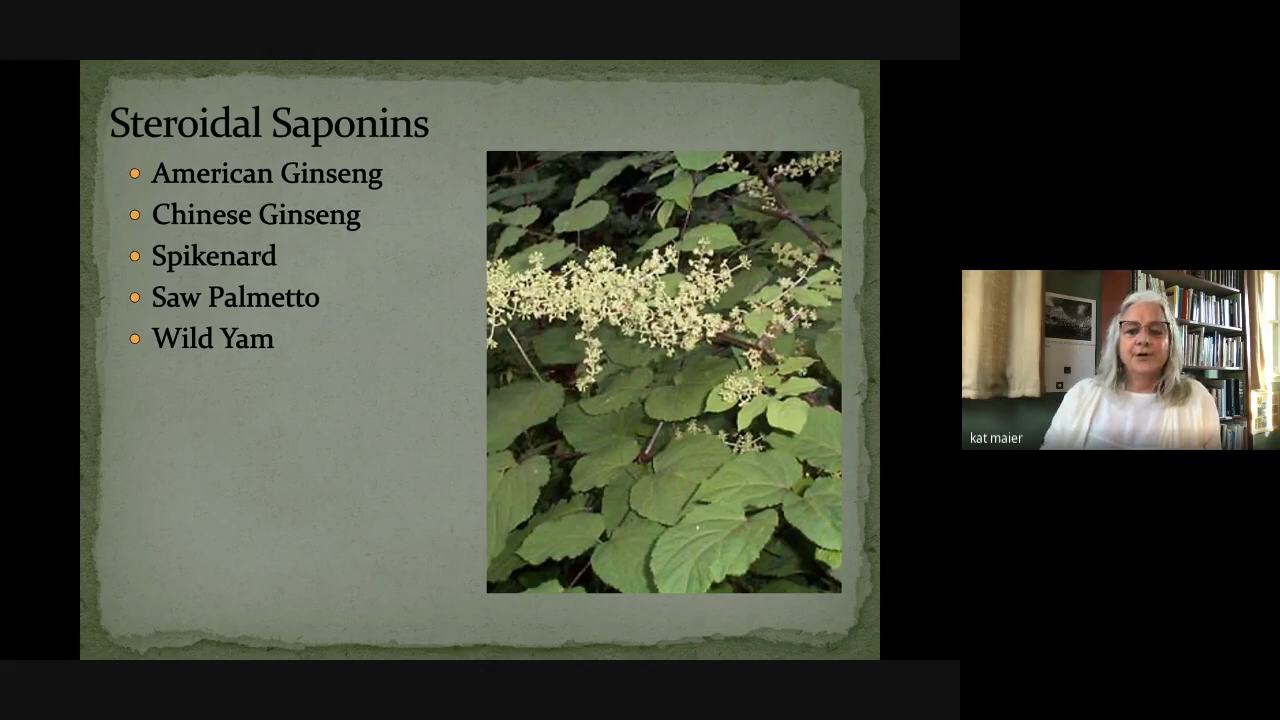 Steroidal Saponins
American Ginseng
Chinese Ginseng
Spikenard
Saw Palmetto
Wild Yam
kat maier